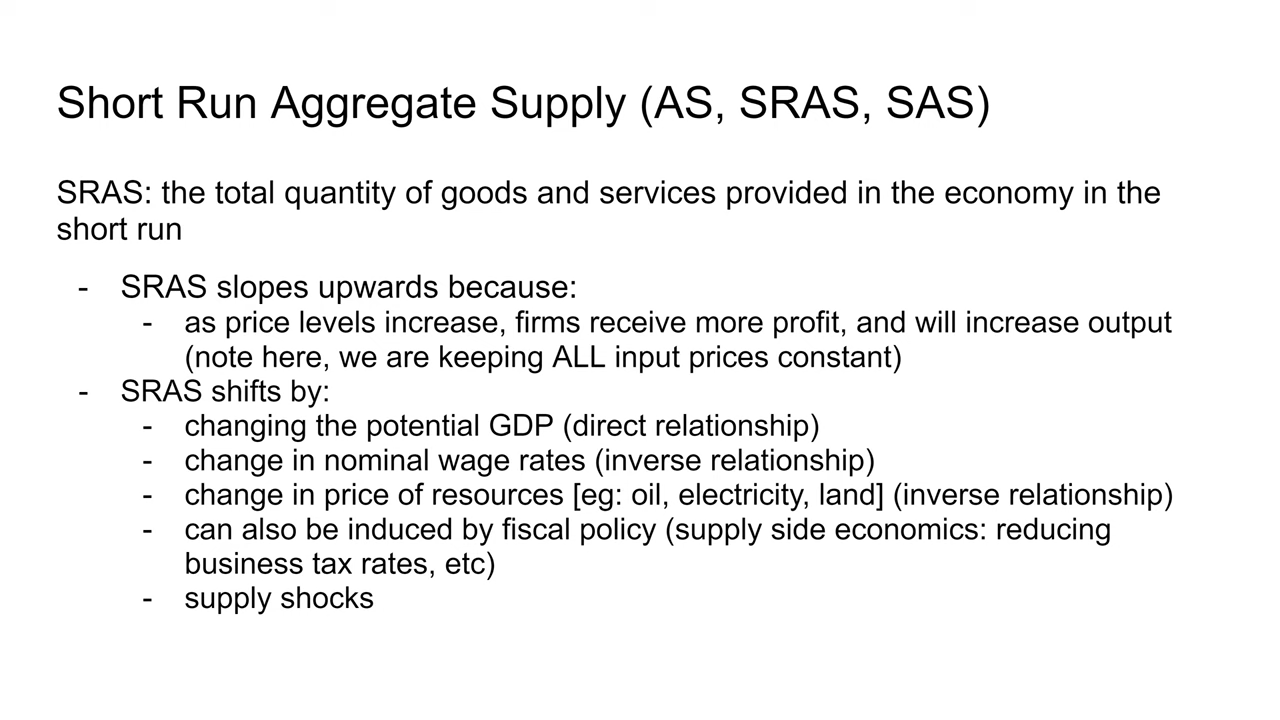 Short Run Aggregate Supply (AS, SRAS, SAS)
SRAS: the total quantity of goods and services provided in the economy in the
short run
- SRAS slopes upwards because:
- as price levels increase, firms receive more profit, and will increase output
(note here, we are keeping ALL input prices constant)
- SRAS shifts by:
- changing the potential GDP (direct relationship)
- change in nominal wage rates (inverse relationship)
- change in price of resources [eg: oil, electricity, land] (inverse relationship)
- can also be induced by fiscal policy (supply side economics: reducing
business tax rates, etc)
- supply shocks